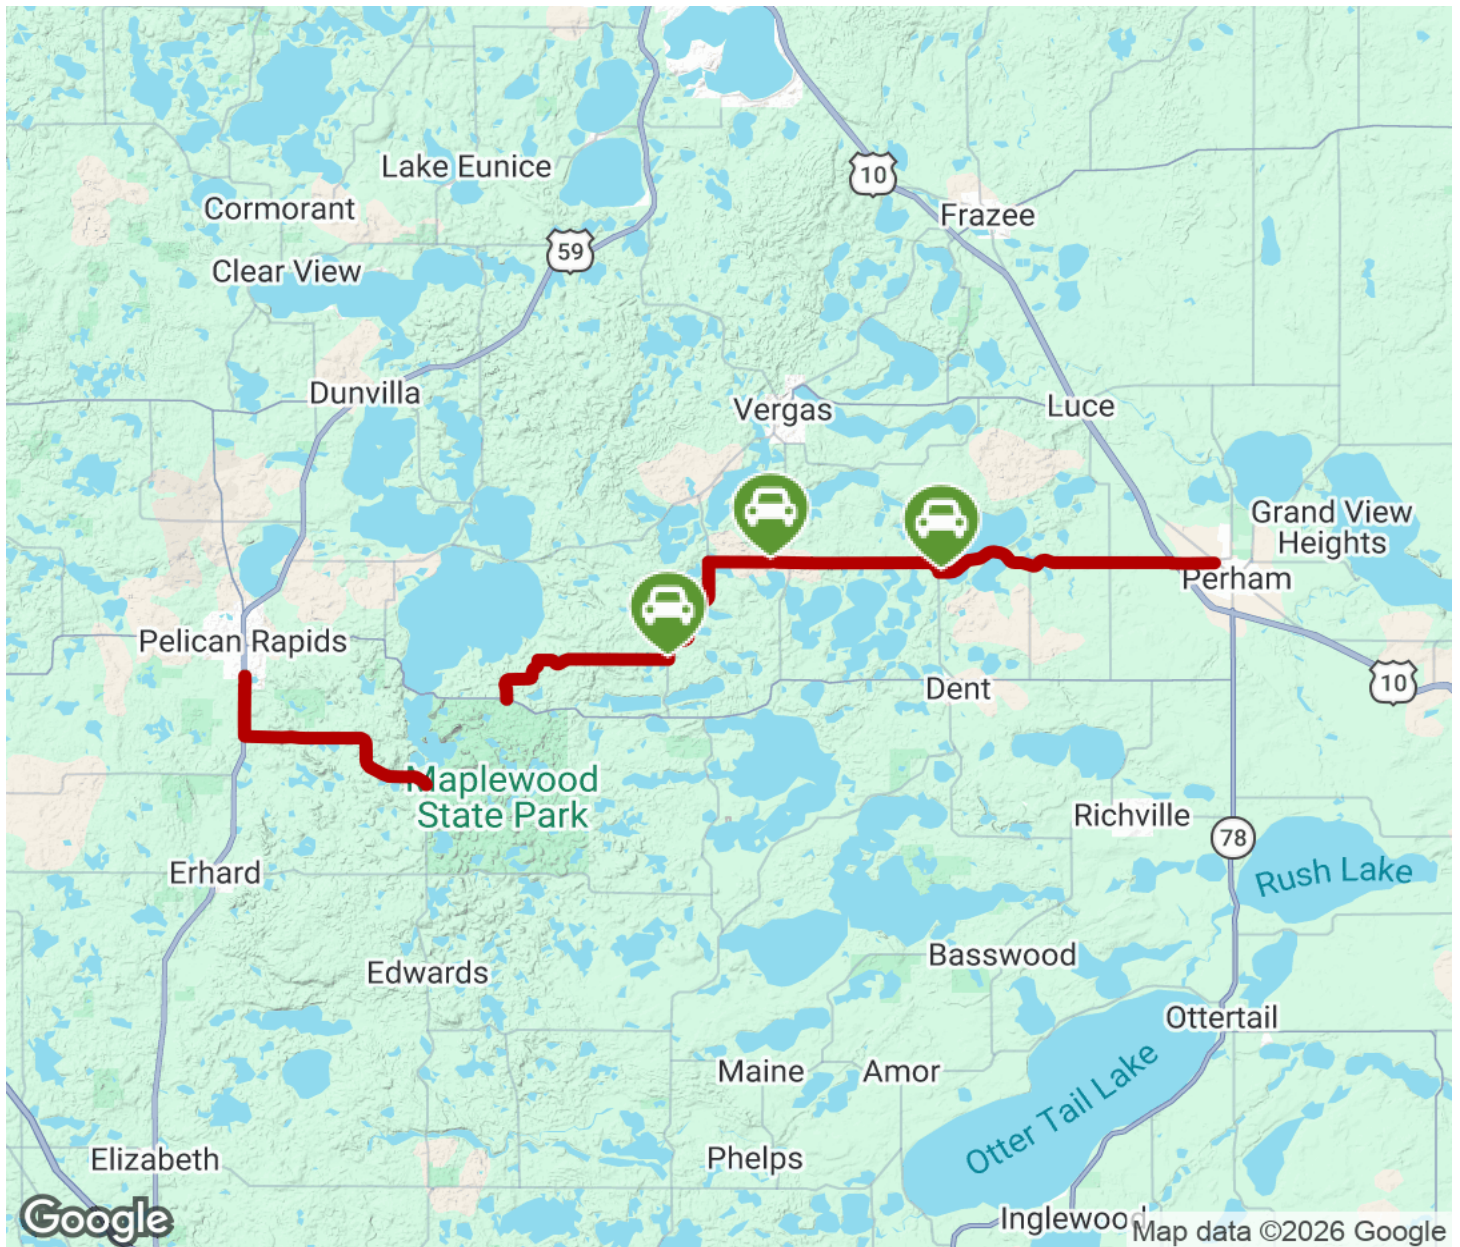 Lake Eunice
10
Cormorant
Frazee
59
Clear View
Dunvilla
Vergas
Luce
Grand View
Heights
Perham
Pelican Rapids
Dent
10
Maplewood
State Park
Richville
78
Erhard
Rush Lake
Basswood
Edwards
Ottertail
Maine
Amor
Otter Tail Lake
Phelps
Elizabeth
Inglewood
Google
Map data ©2026 Google